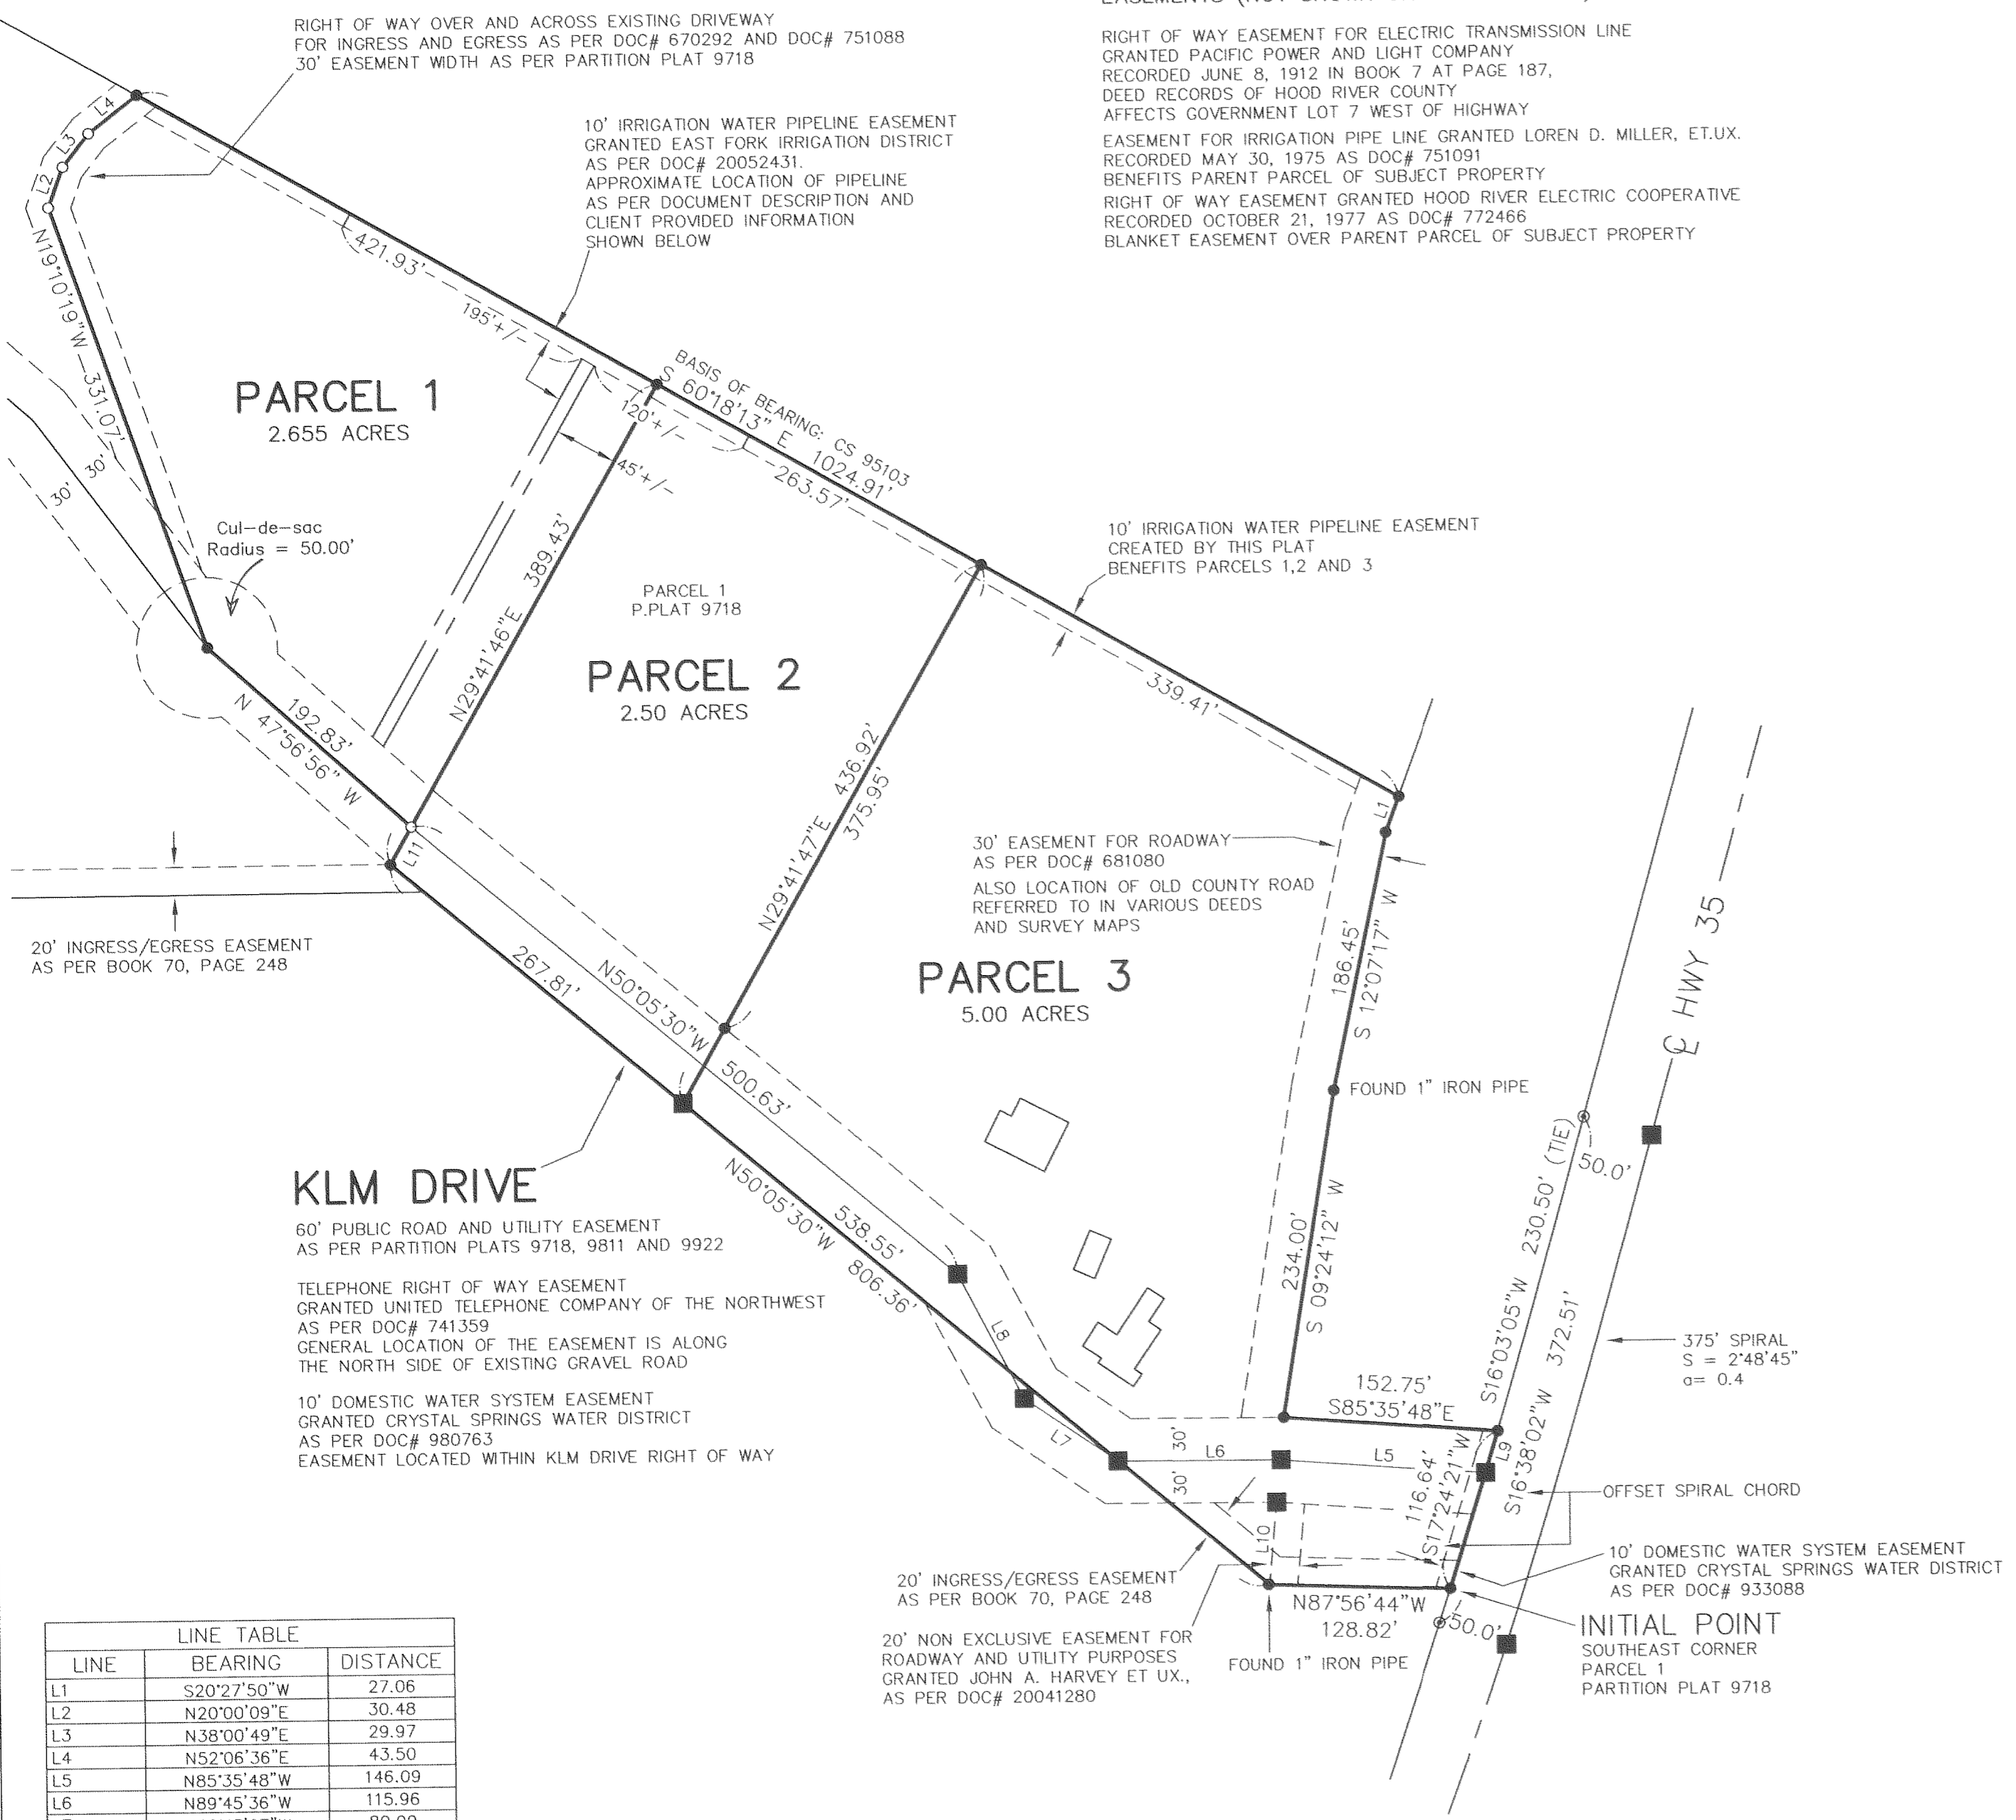 RIGHT OF WAY OVER AND ACROSS EXISTING DRIVEWAY
FOR INGRESS AND EGRESS AS PER DOC# 670292 AND DOC# 751088
30' EASEMENT WIDTH AS PER PARTITION PLAT 9718
RIGHT OF WAY EASEMENT FOR ELECTRIC TRANSMISSION LINE
GRANTED PACIFIC POWER AND LIGHT COMPANY
RECORDED JUNE 8, 1912 IN BOOK 7 AT PAGE 187,
DEED RECORDS OF HOOD RIVER COUNTY
AFFECTS GOVERNMENT LOT 7 WEST OF HIGHWAY
EASEMENT FOR IRRIGATION PIPE LINE GRANTED LOREN D. MILLER, ET.UX.
RECORDED MAY 30, 1975 AS DOC# 751091
BENEFITS PARENT PARCEL OF SUBJECT PROPERTY
RIGHT OF WAY EASEMENT GRANTED HOOD RIVER ELECTRIC COOPERATIVE
RECORDED OCTOBER 21, 1977 AS DOC# 772466
BLANKET EASEMENT OVER PARENT PARCEL OF SUBJECT PROPERTY
10' IRRIGATION WATER PIPELINE EASEMENT
GRANTED EAST FORK IRRIGATION DISTRICT
AS PER DOC# 20052431.
APPROXIMATE LOCATION OF PIPELINE
AS PER DOCUMENT DESCRIPTION AND
CLIENT PROVIDED INFORMATION
SHOWN BELOW
L4
L3
L2
N19°10'19"W 331.07'
421.93'
195'+/-
120'+/-
45'+/-
BASIS OF BEARING: CS 95103
S 60°18'13" E 1024.91'
263.57'
PARCEL 1
2.655 ACRES
30'
30'
Cul-de-sac
Radius = 50.00'
N29°41'46"E 389.43'
PARCEL 1
P.PLAT 9718
PARCEL 2
2.50 ACRES
10' IRRIGATION WATER PIPELINE EASEMENT
CREATED BY THIS PLAT
BENEFITS PARCELS 1,2 AND 3
339.41'
192.83'
N 47°56'56" W
L11
N29°41'47"E 436.92'
375.95'
L1
30' EASEMENT FOR ROADWAY
AS PER DOC# 681080
ALSO LOCATION OF OLD COUNTY ROAD
REFERRED TO IN VARIOUS DEEDS
AND SURVEY MAPS
186.45'
S 12°07'17" W
20' INGRESS/EGRESS EASEMENT
AS PER BOOK 70, PAGE 248
267.81'
N50°05'30"W 500.63'
PARCEL 3
5.00 ACRES
℄ HWY 35
FOUND 1" IRON PIPE
KLM DRIVE
60' PUBLIC ROAD AND UTILITY EASEMENT
AS PER PARTITION PLATS 9718, 9811 AND 9922
TELEPHONE RIGHT OF WAY EASEMENT
GRANTED UNITED TELEPHONE COMPANY OF THE NORTHWEST
AS PER DOC# 741359
GENERAL LOCATION OF THE EASEMENT IS ALONG
THE NORTH SIDE OF EXISTING GRAVEL ROAD
10' DOMESTIC WATER SYSTEM EASEMENT
GRANTED CRYSTAL SPRINGS WATER DISTRICT
AS PER DOC# 980763
EASEMENT LOCATED WITHIN KLM DRIVE RIGHT OF WAY
538.55'
N50°05'30"W 806.36'
L8
L7
234.00'
S 09°24'12" W
S16°03'05"W 230.50' (TIE)
50.0'
S16°38'02"W 372.51'
375' SPIRAL
S = 2°48'45"
a= 0.4
152.75'
S85°35'48"E
30'
30'
L6
L5
L9
L10
116.64'
S17°24'21"W
OFFSET SPIRAL CHORD
10' DOMESTIC WATER SYSTEM EASEMENT
GRANTED CRYSTAL SPRINGS WATER DISTRICT
AS PER DOC# 933088
20' INGRESS/EGRESS EASEMENT
AS PER BOOK 70, PAGE 248
20' NON EXCLUSIVE EASEMENT FOR
ROADWAY AND UTILITY PURPOSES
GRANTED JOHN A. HARVEY ET UX.,
AS PER DOC# 20041280
N87°56'44"W
128.82'
FOUND 1" IRON PIPE
50.0'
INITIAL POINT
SOUTHEAST CORNER
PARCEL 1
PARTITION PLAT 9718
LINE TABLE
LINE BEARING DISTANCE
L1 S20°27'50"W 27.06
L2 N20°00'09"E 30.48
L3 N38°00'49"E 29.97
L4 N52°06'36"E 43.50
L5 N85°35'48"W 146.09
L6 N89°45'36"W 115.96